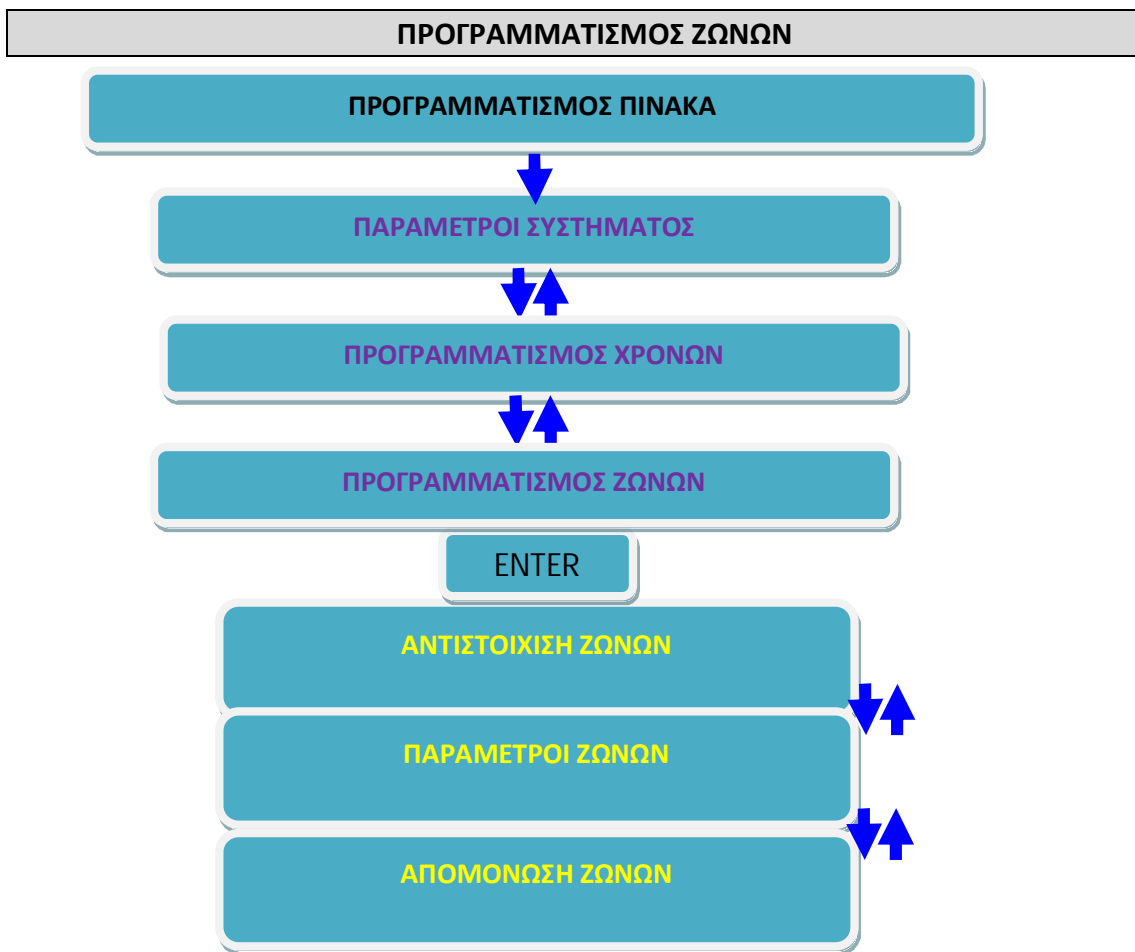 ΠΡΟΓΡΑΜΜΑΤΙΣΜΟΣ ΖΩΝΩΝ
ΠΡΟΓΡΑΜΜΑΤΙΣΜΟΣ ΠΙΝΑΚΑ
ΠΑΡΑΜΕΤΡΟΙ ΣΥΣΤΗΜΑΤΟΣ
ΠΡΟΓΡΑΜΜΑΤΙΣΜΟΣ ΧΡΟΝΩΝ
ΠΡΟΓΡΑΜΜΑΤΙΣΜΟΣ ΖΩΝΩΝ
ENTER
ΑΝΤΙΣΤΟΙΧΙΣΗ ΖΩΝΩΝ
ΠΑΡΑΜΕΤΡΟΙ ΖΩΝΩΝ
ΑΠΟΜΟΝΩΣΗ ΖΩΝΩΝ